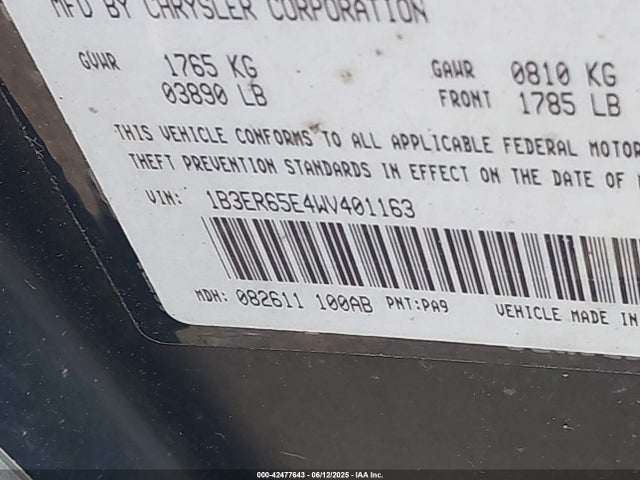 MFD BY CHRYSLER CORPORATION
GVWR 1765 KG GAWR 0810 KG
03890 LB FRONT 1785 LB
THIS VEHICLE CONFORMS TO ALL APPLICABLE FEDERAL MOTOR
THEFT PREVENTION STANDARDS IN EFFECT ON THE DATE OF
VIN: 1B3ER65E4WV401163
MDH: 082611 100AB PNT:PA9 VEHICLE MADE IN
000-42477643 - 06/12/2025 - IAA Inc.